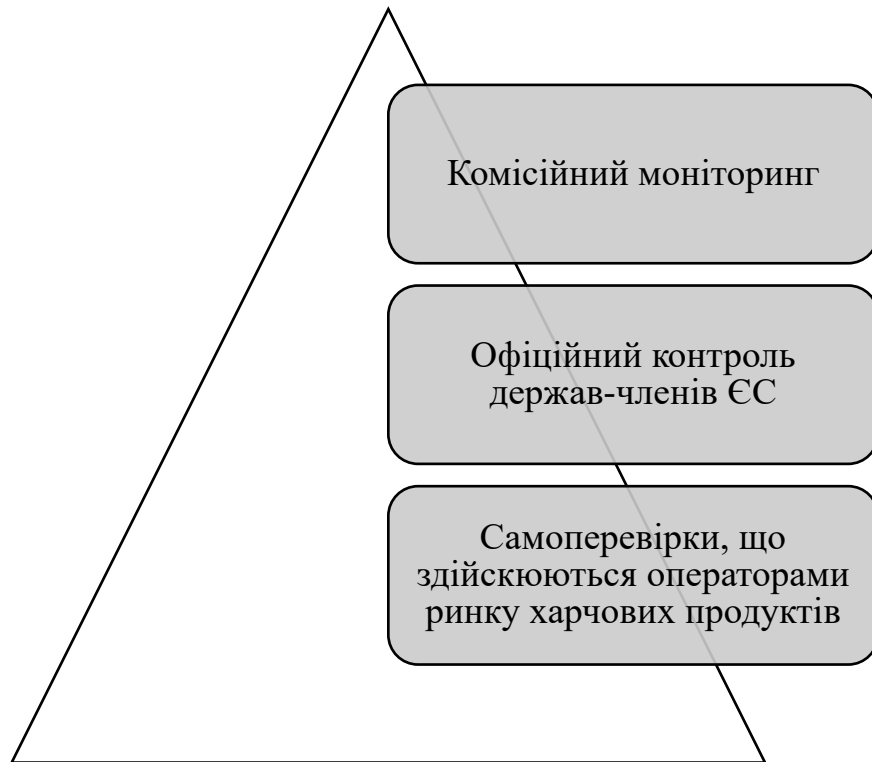 Комісійний моніторинг
Офіційний контроль
держав-членів ЄС
Самоперевірки, що
здійскюються операторами
ринку харчових продуктів